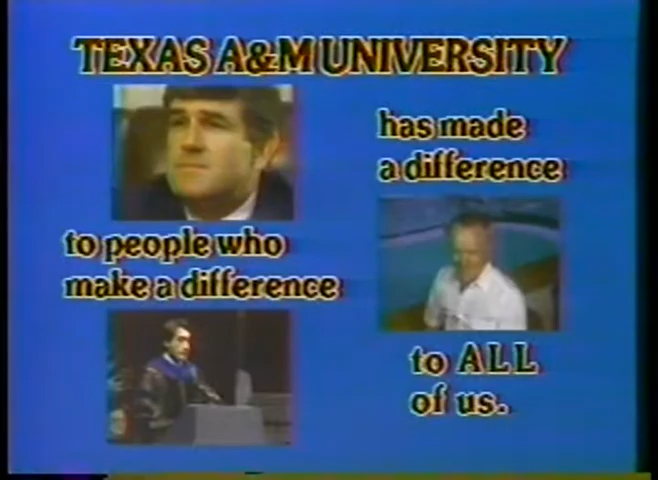 TEXAS A&M UNIVERSITY
has made
a difference
to people who
make a difference
to ALL
of us.